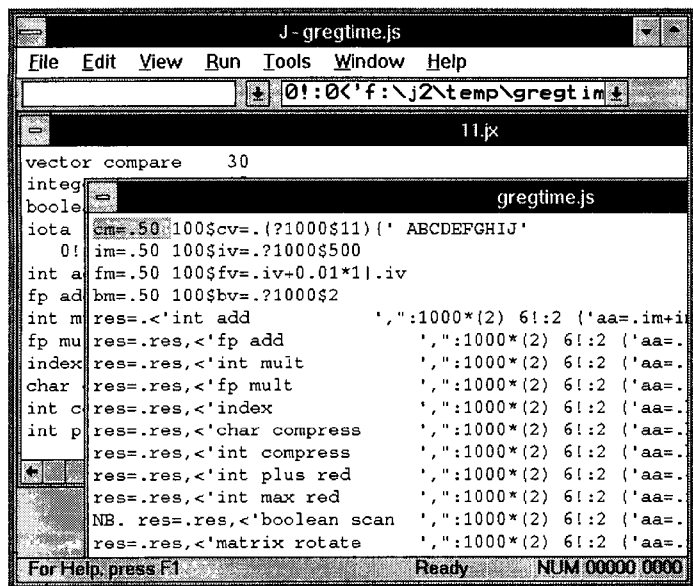 J - gregtime.js
File Edit View Run Tools Window Help
0!:0<'f:\j2\temp\gregtim
11.jx
vector compare 30
integ
boole
iota
0!
int a
fp ad
int m
fp mu
index
char
int c
int p
gregtime.js
cm=.50 100$cv=.(?1000$11){' ABCDEFGHIJ'
im=.50 100$iv=.?1000$500
fm=.50 100$fv=.iv+0.01*1|.iv
bm=.50 100$bv=.?1000$2
res=.<'int add ',":1000*(2) 6!:2 ('aa=.im+i
res=.res,<'fp add ',":1000*(2) 6!:2 ('aa=.
res=.res,<'int mult ',":1000*(2) 6!:2 ('aa=.
res=.res,<'fp mult ',":1000*(2) 6!:2 ('aa=.
res=.res,<'index ',":1000*(2) 6!:2 ('aa=.
res=.res,<'char compress ',":1000*(2) 6!:2 ('aa=.
res=.res,<'int compress ',":1000*(2) 6!:2 ('aa=.
res=.res,<'int plus red ',":1000*(2) 6!:2 ('aa=.
res=.res,<'int max red ',":1000*(2) 6!:2 ('aa=.
NB. res=.res,<'boolean scan ',":1000*(2) 6!:2 ('aa=.
res=.res,<'matrix rotate ',":1000*(2) 6!:2 ('aa=.
For Help, press F1 Ready NUM 00000 0000